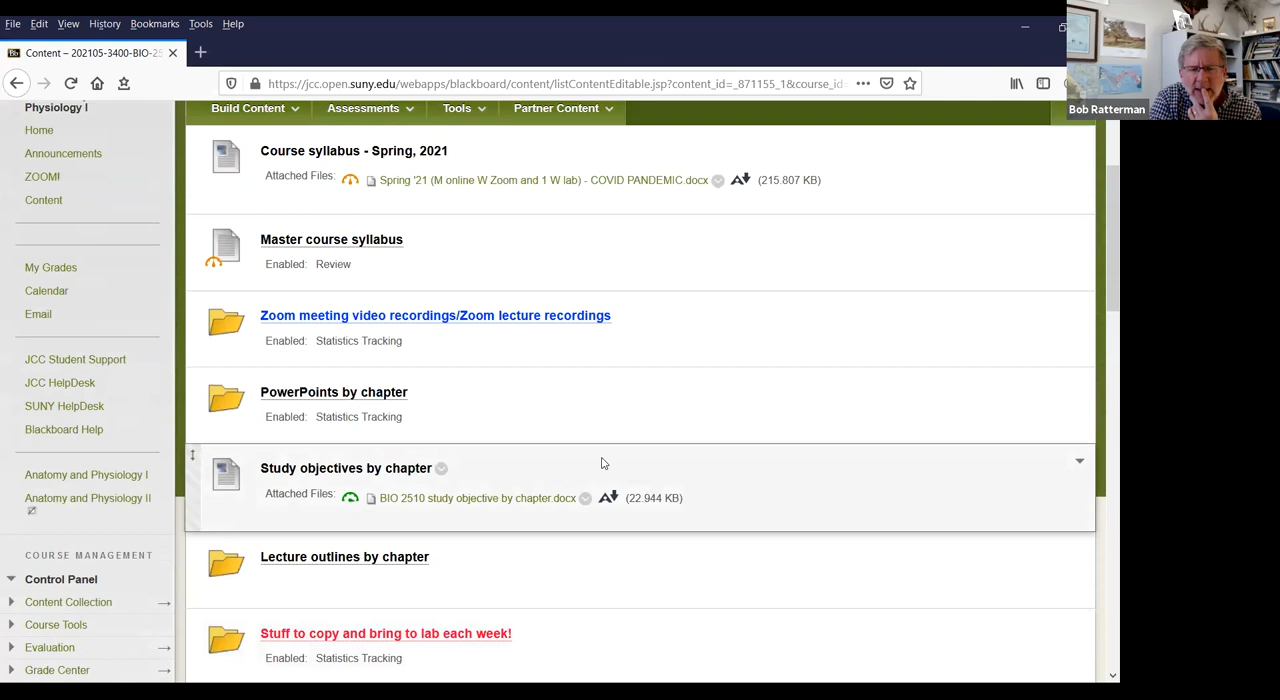 File Edit View History Bookmarks Tools Help
Content – 202105-3400-BIO-25
https://jcc.open.suny.edu/webapps/blackboard/content/listContentEditable.jsp?content_id=_871155_1&course_id=
Bob Ratterman
Physiology I
Home
Announcements
ZOOM!
Content
My Grades
Calendar
Email
JCC Student Support
JCC HelpDesk
SUNY HelpDesk
Blackboard Help
Anatomy and Physiology I
Anatomy and Physiology II
COURSE MANAGEMENT
Control Panel
Content Collection
Course Tools
Evaluation
Grade Center
Build Content Assessments Tools Partner Content
Course syllabus - Spring, 2021
Attached Files: Spring '21 (M online W Zoom and 1 W lab) - COVID PANDEMIC.docx (215.807 KB)
Master course syllabus
Enabled: Review
Zoom meeting video recordings/Zoom lecture recordings
Enabled: Statistics Tracking
PowerPoints by chapter
Enabled: Statistics Tracking
Study objectives by chapter
Attached Files: BIO 2510 study objective by chapter.docx (22.944 KB)
Lecture outlines by chapter
Stuff to copy and bring to lab each week!
Enabled: Statistics Tracking